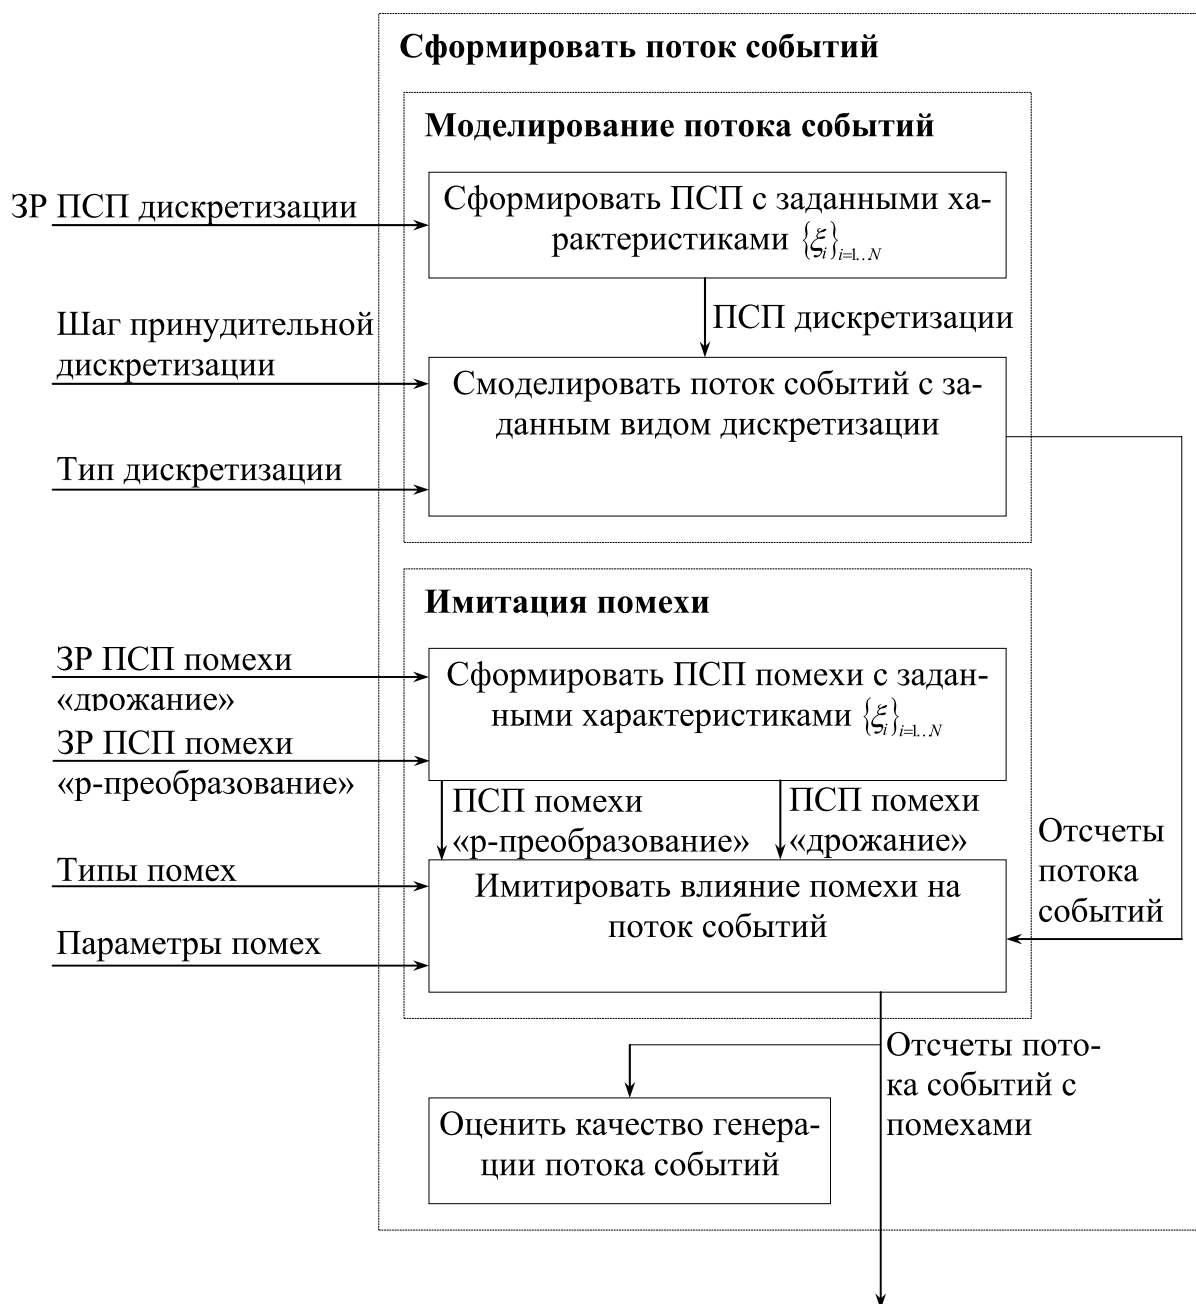 Сформировать поток событий
Моделирование потока событий
ЗР ПСП дискретизации
Сформировать ПСП с заданными ха-
рактеристиками {ξi}i=1..N
ПСП дискретизации
Шаг принудительной
дискретизации
Смоделировать поток событий с за-
данным видом дискретизации
Тип дискретизации
Имитация помехи
ЗР ПСП помехи
«дрожание»
Сформировать ПСП помехи с задан-
ными характеристиками {ξi}i=1..N
ЗР ПСП помехи
«р-преобразование»
ПСП помехи
«р-преобразование»
ПСП помехи
«дрожание»
Отсчеты
потока
событий
Типы помех
Имитировать влияние помехи на
поток событий
Параметры помех
Отсчеты пото-
ка событий с
помехами
Оценить качество генера-
ции потока событий